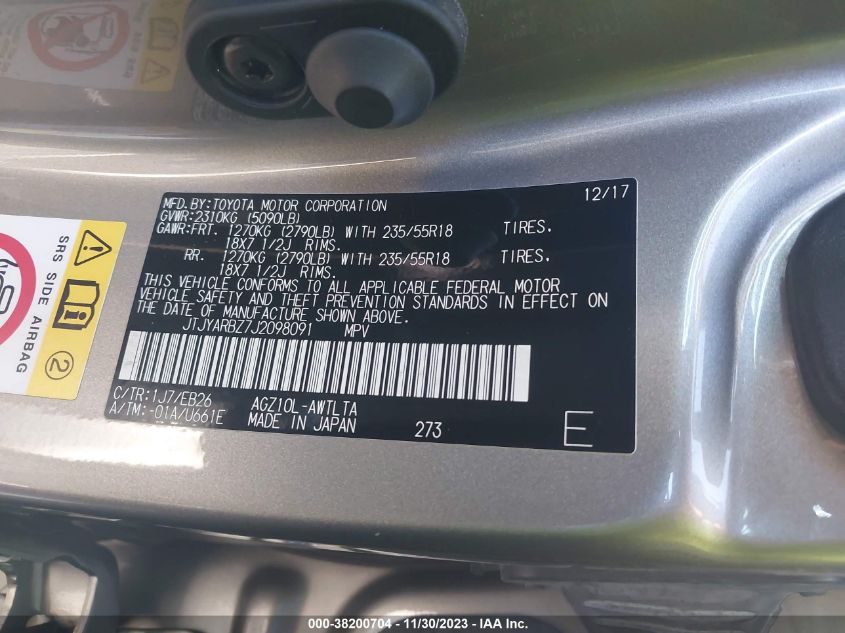 MFD.BY:TOYOTA MOTOR CORPORATION 12/17
GVWR:2310KG (5090LB)
GAWR:FRT. 1270KG (2790LB) WITH 235/55R18 TIRES.
18X7 1/2J RIMS.
RR. 1270KG (2790LB) WITH 235/55R18 TIRES.
18X7 1/2J RIMS.
THIS VEHICLE CONFORMS TO ALL APPLICABLE FEDERAL MOTOR
VEHICLE SAFETY AND THEFT PREVENTION STANDARDS IN EFFECT ON
THE DATE OF MANUFACTURE SHOWN ABOVE.
JTJYARBZ7J2098091 MPV
C/TR:1J7/EB26 AGZ10L-AWTLTA
A/TM:-01A/U661E MADE IN JAPAN 273 E
SRS SIDE AIRBAG 2
000-38200704 - 11/30/2023 - IAA Inc.